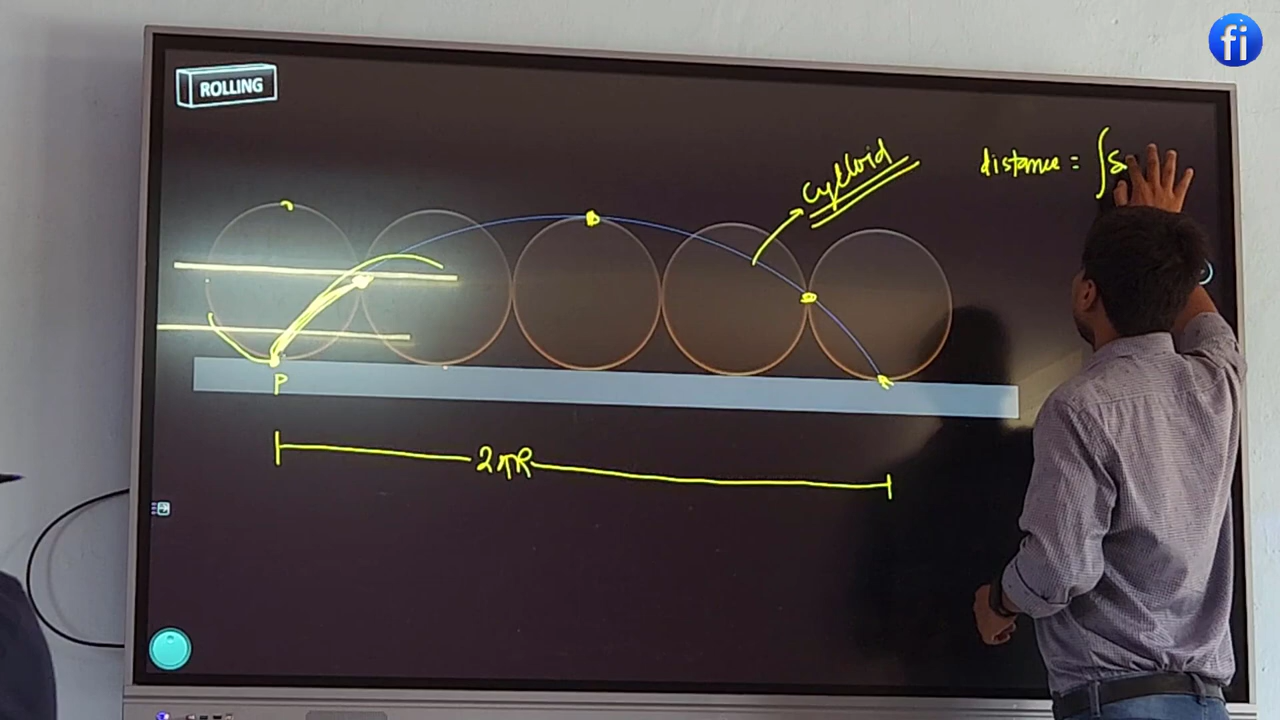 fi
ROLLING
Cycloid
distance = ∫
P
2πR